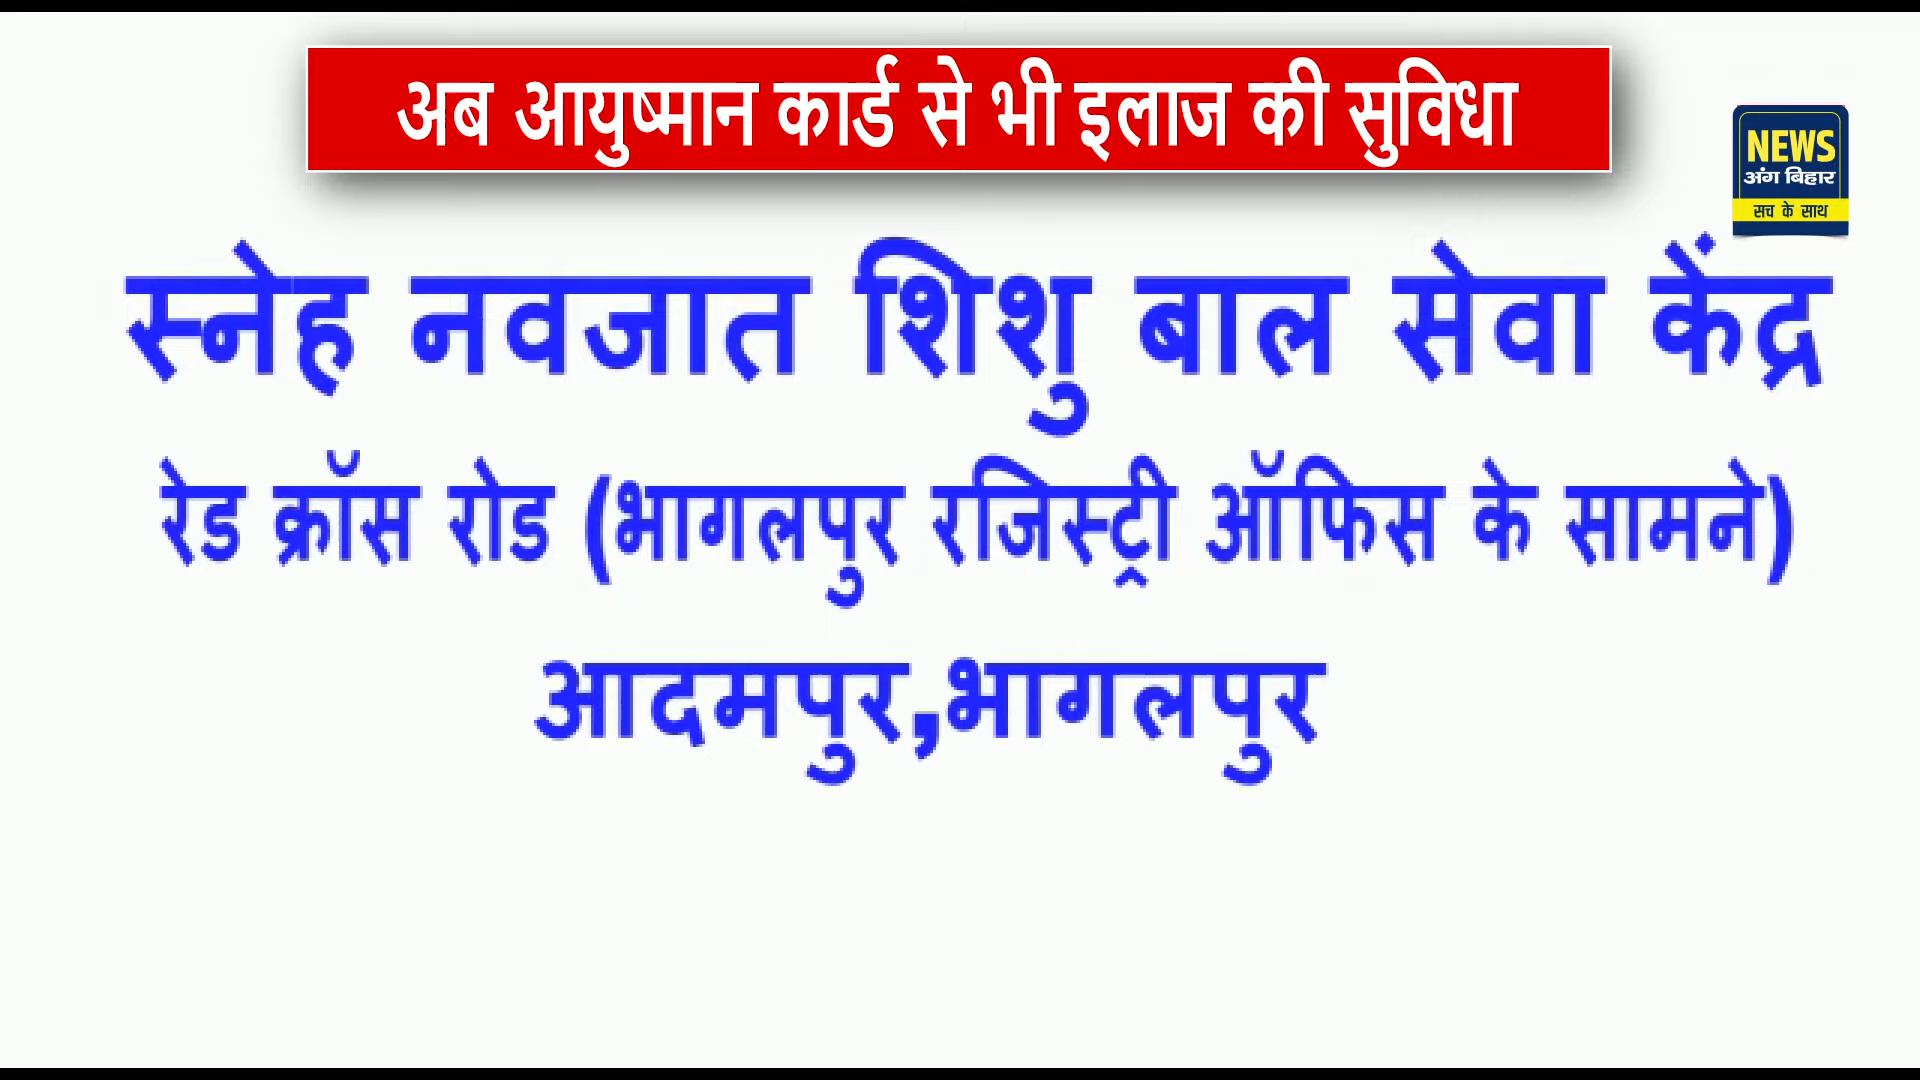 अब आयुष्मान कार्ड से भी इलाज की सुविधा
NEWS
अंग बिहार
सच के साथ
स्नेह नवजात शिशु बाल सेवा केंद्र
रेड क्रॉस रोड (भागलपुर रजिस्ट्री ऑफिस के सामने)
आदमपुर,भागलपुर